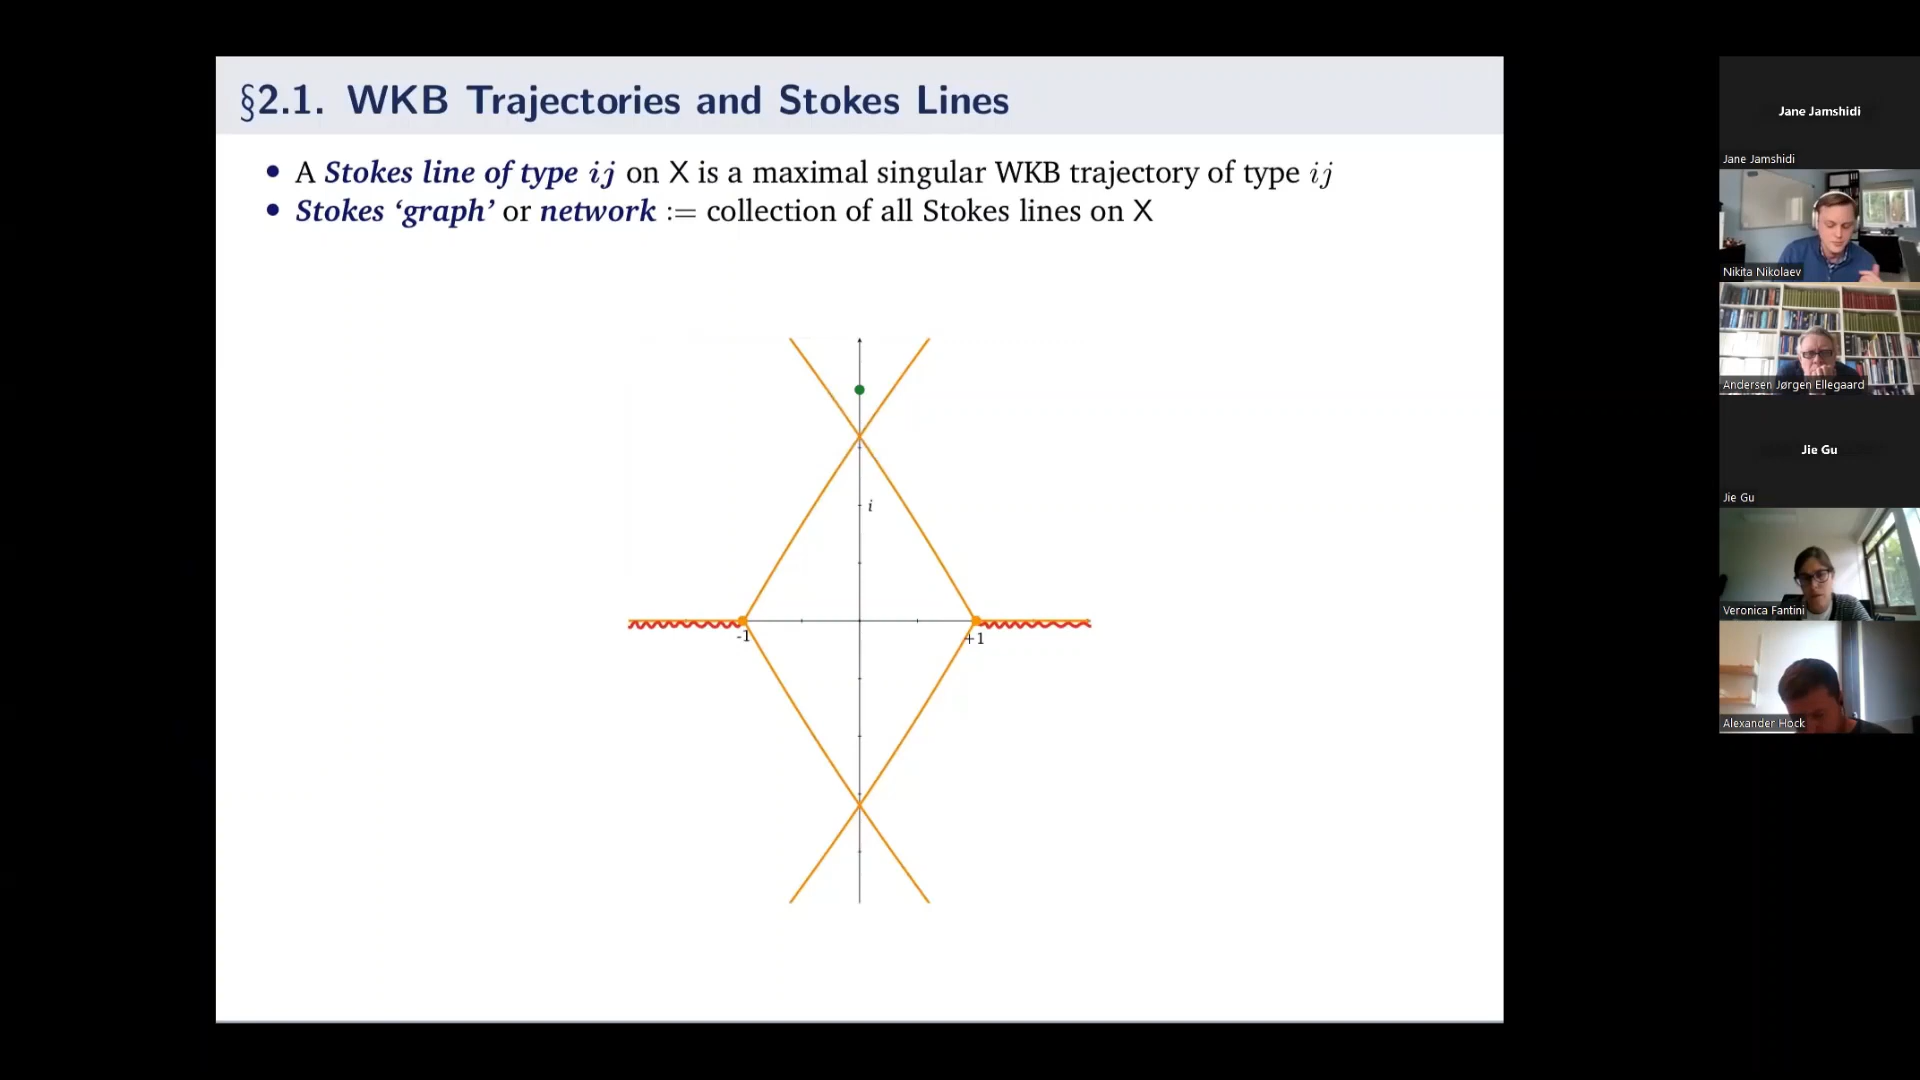 §2.1. WKB Trajectories and Stokes Lines
• A Stokes line of type ij on X is a maximal singular WKB trajectory of type ij
• Stokes ‘graph’ or network := collection of all Stokes lines on X
i
-1
+1
Jane Jamshidi
Jane Jamshidi
Nikita Nikolaev
Andersen Jørgen Ellegaard
Jie Gu
Jie Gu
Veronica Fantini
Alexander Hock